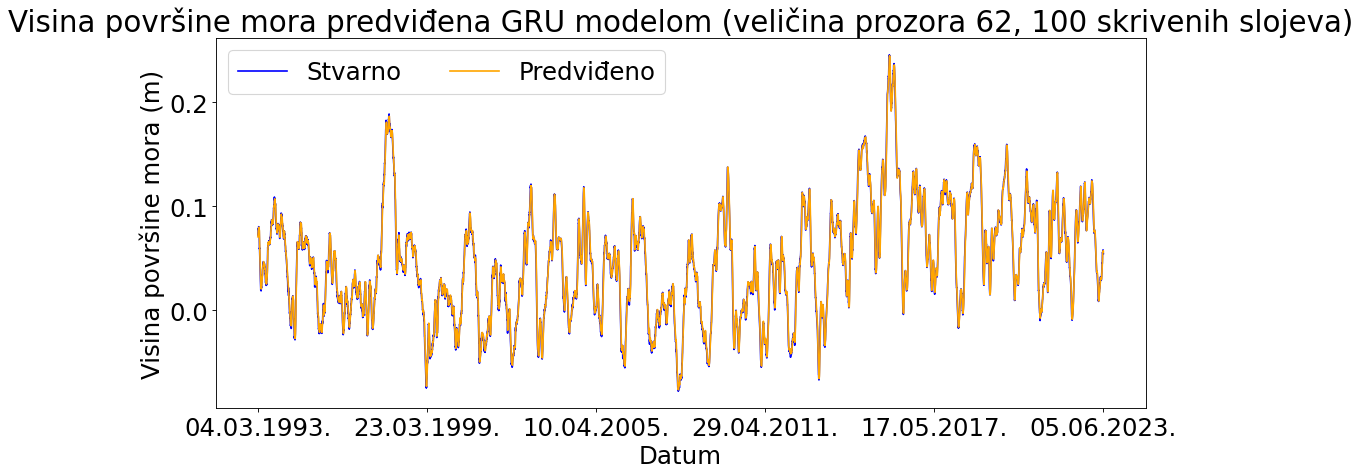 Visina površine mora predviđena GRU modelom (veličina prozora 62, 100 skrivenih slojeva)
Stvarno
Predviđeno
Visina površine mora (m)
0.2
0.1
0.0
04.03.1993.
23.03.1999.
10.04.2005.
29.04.2011.
17.05.2017.
05.06.2023.
Datum